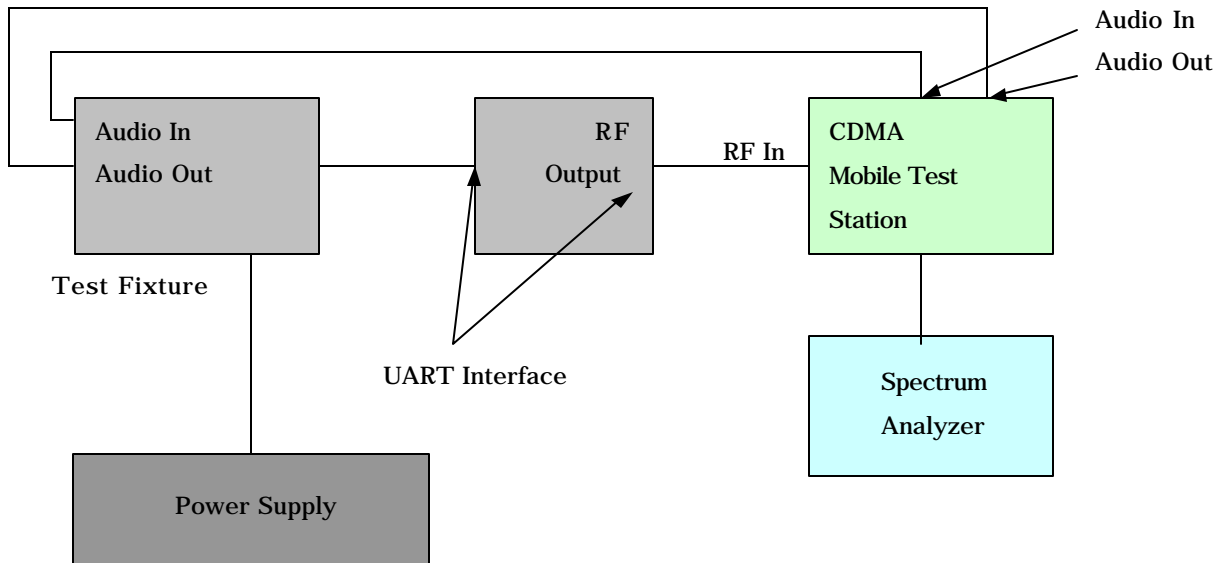 Audio In
Audio Out
Audio In
Audio Out
RF
Output
RF In
CDMA
Mobile Test
Station
Test Fixture
UART Interface
Spectrum
Analyzer
Power Supply